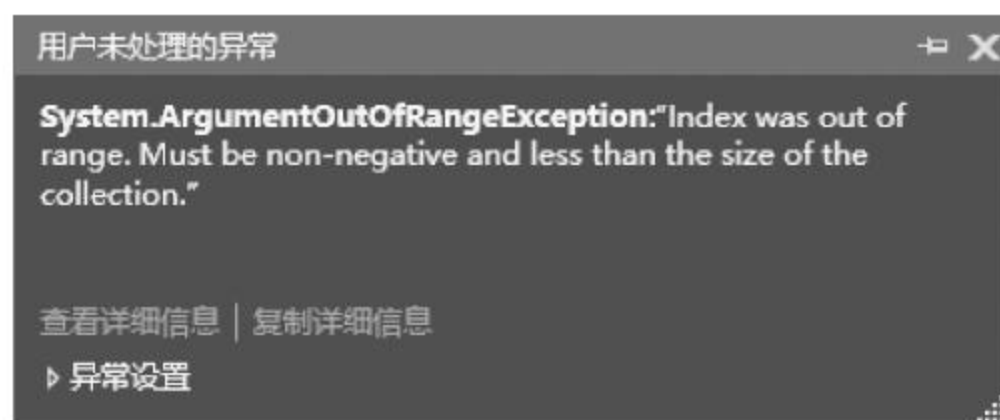 用户未处理的异常
System.ArgumentOutOfRangeException:“Index was out of
range. Must be non-negative and less than the size of the
collection.”
查看详细信息 | 复制详细信息
异常设置